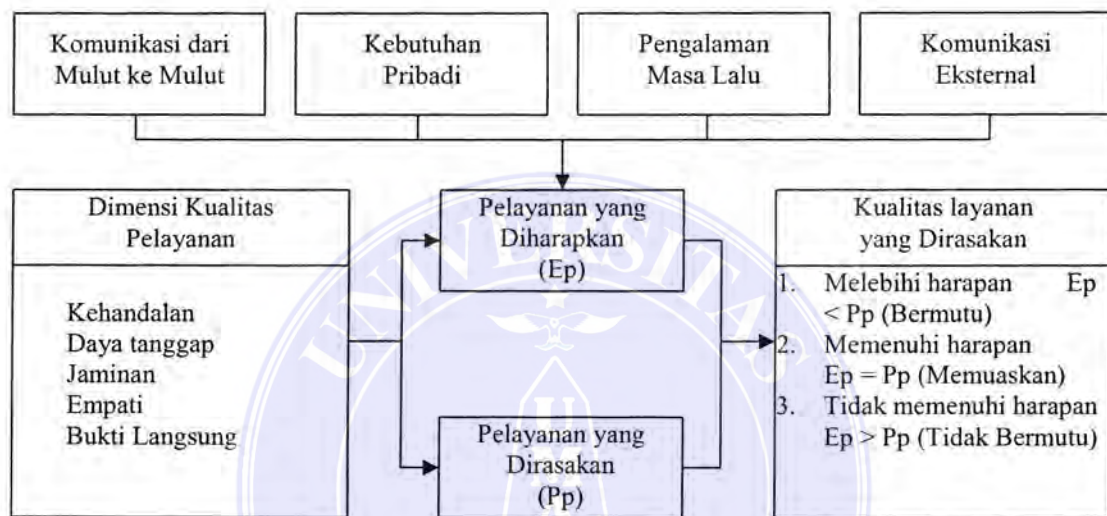 Komunikasi dari
Mulut ke Mulut
Kebutuhan
Pribadi
Pengalaman
Masa Lalu
Komunikasi
Eksternal
Dimensi Kualitas
Pelayanan
Kehandalan
Daya tanggap
Jaminan
Empati
Bukti Langsung
Pelayanan yang
Diharapkan
(Ep)
Pelayanan yang
Dirasakan
(Pp)
Kualitas layanan
yang Dirasakan
1. Melebihi harapan Ep
< Pp (Bermutu)
2. Memenuhi harapan
Ep = Pp (Memuaskan)
3. Tidak memenuhi harapan
Ep > Pp (Tidak Bermutu)
UNIVERSITAS